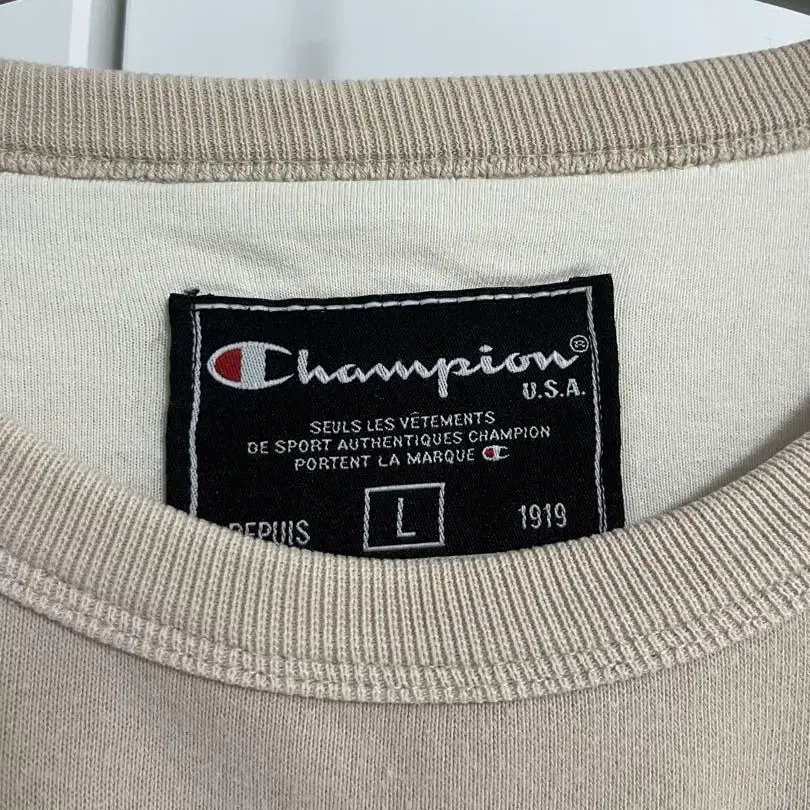 Champion®
U.S.A.
SEULS LES VÊTEMENTS
DE SPORT AUTHENTIQUES CHAMPION
PORTENT LA MARQUE
DEPUIS L 1919